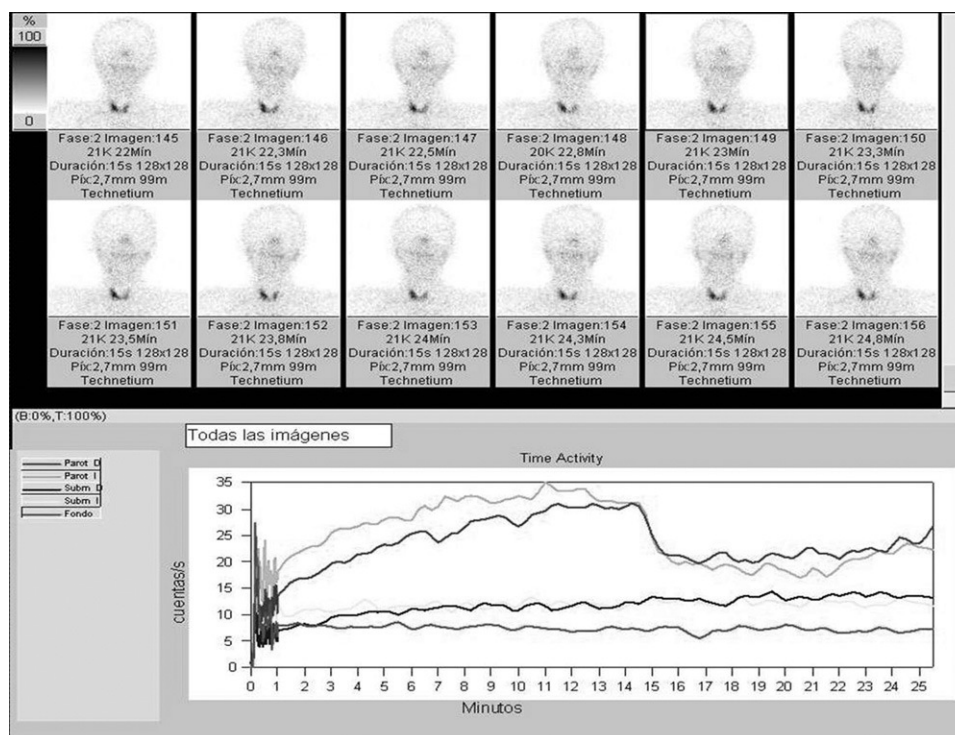 %
100
0
Fase:2 Imagen:145
21K 22Mín
Duración:15s 128x128
Píx:2,7mm 99m
Technetium
Fase:2 Imagen:146
21K 22,3Mín
Duración:15s 128x128
Píx:2,7mm 99m
Technetium
Fase:2 Imagen:147
21K 22,5Mín
Duración:15s 128x128
Píx:2,7mm 99m
Technetium
Fase:2 Imagen:148
20K 22,8Mín
Duración:15s 128x128
Píx:2,7mm 99m
Technetium
Fase:2 Imagen:149
21K 23Mín
Duración:15s 128x128
Píx:2,7mm 99m
Technetium
Fase:2 Imagen:150
21K 23,3Mín
Duración:15s 128x128
Píx:2,7mm 99m
Technetium
Fase:2 Imagen:151
21K 23,5Mín
Duración:15s 128x128
Píx:2,7mm 99m
Technetium
Fase:2 Imagen:152
21K 23,8Mín
Duración:15s 128x128
Píx:2,7mm 99m
Technetium
Fase:2 Imagen:153
21K 24Mín
Duración:15s 128x128
Píx:2,7mm 99m
Technetium
Fase:2 Imagen:154
21K 24,3Mín
Duración:15s 128x128
Píx:2,7mm 99m
Technetium
Fase:2 Imagen:155
21K 24,5Mín
Duración:15s 128x128
Píx:2,7mm 99m
Technetium
Fase:2 Imagen:156
21K 24,8Mín
Duración:15s 128x128
Píx:2,7mm 99m
Technetium
(B:0%,T:100%)
Todas las imágenes
Parot D
Parot I
Subm D
Subm I
Fondo
Time Activity
35
30
25
20
15
10
5
0
cuentas/s
0 1 2 3 4 5 6 7 8 9 10 11 12 13 14 15 16 17 18 19 20 21 22 23 24 25
Minutos